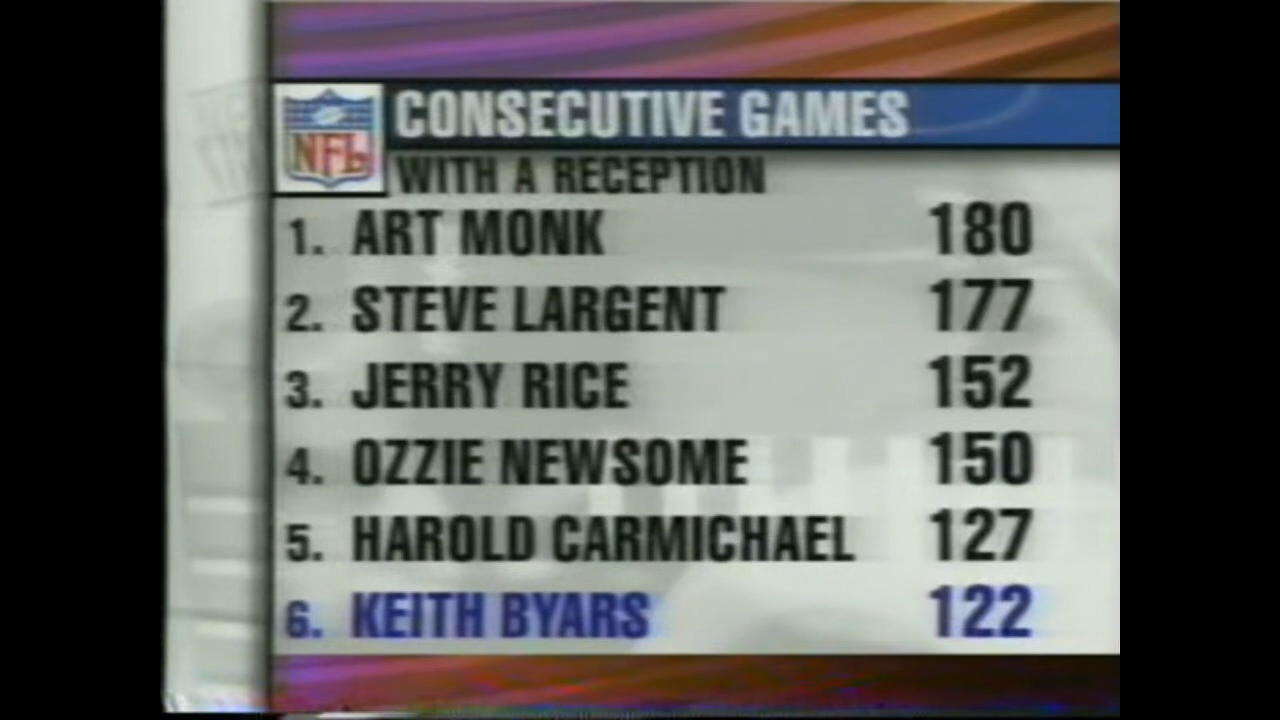 CONSECUTIVE GAMES
NFL
WITH A RECEPTION
1. ART MONK 180
2. STEVE LARGENT 177
3. JERRY RICE 152
4. OZZIE NEWSOME 150
5. HAROLD CARMICHAEL 127
6. KEITH BYARS 122